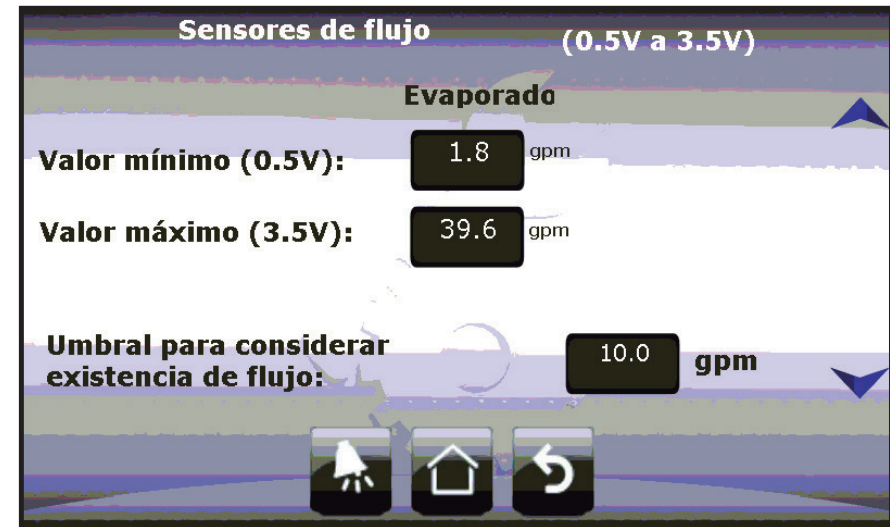 Sensores de flujo (0.5V a 3.5V)
Evaporado
Valor mínimo (0.5V): 1.8 gpm
Valor máximo (3.5V): 39.6 gpm
Umbral para considerar
existencia de flujo: 10.0 gpm